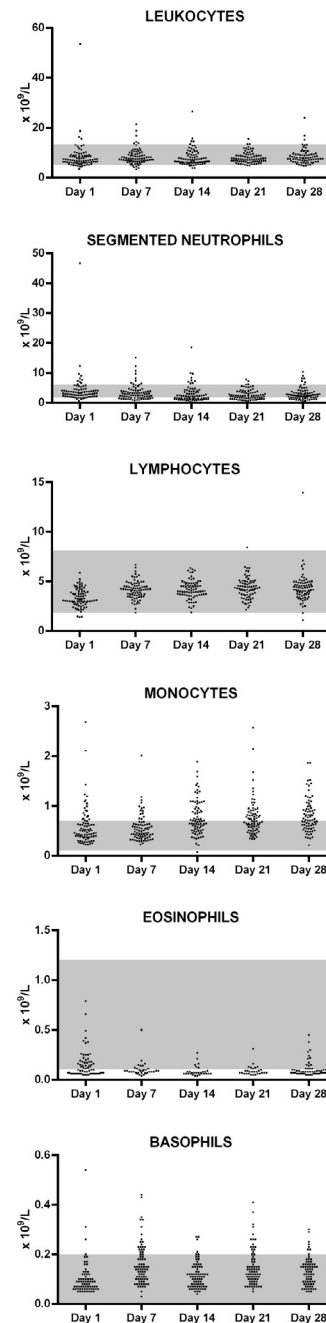 LEUKOCYTES
60
40
20
0
x 10⁹/L
Day 1 Day 7 Day 14 Day 21 Day 28
SEGMENTED NEUTROPHILS
50
40
30
20
10
0
x 10⁹/L
Day 1 Day 7 Day 14 Day 21 Day 28
LYMPHOCYTES
15
10
5
0
x 10⁹/L
Day 1 Day 7 Day 14 Day 21 Day 28
MONOCYTES
3
2
1
0
x 10⁹/L
Day 1 Day 7 Day 14 Day 21 Day 28
EOSINOPHILS
1.5
1.0
0.5
0.0
x 10⁹/L
Day 1 Day 7 Day 14 Day 21 Day 28
BASOPHILS
0.6
0.4
0.2
0.0
x 10⁹/L
Day 1 Day 7 Day 14 Day 21 Day 28